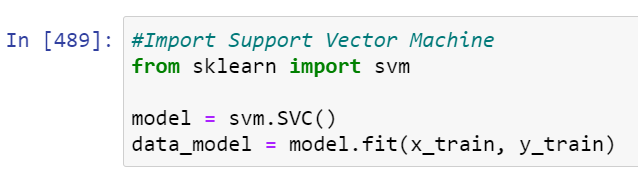 In [489]: #Import Support Vector Machine
from sklearn import svm
model = svm.SVC()
data_model = model.fit(x_train, y_train)